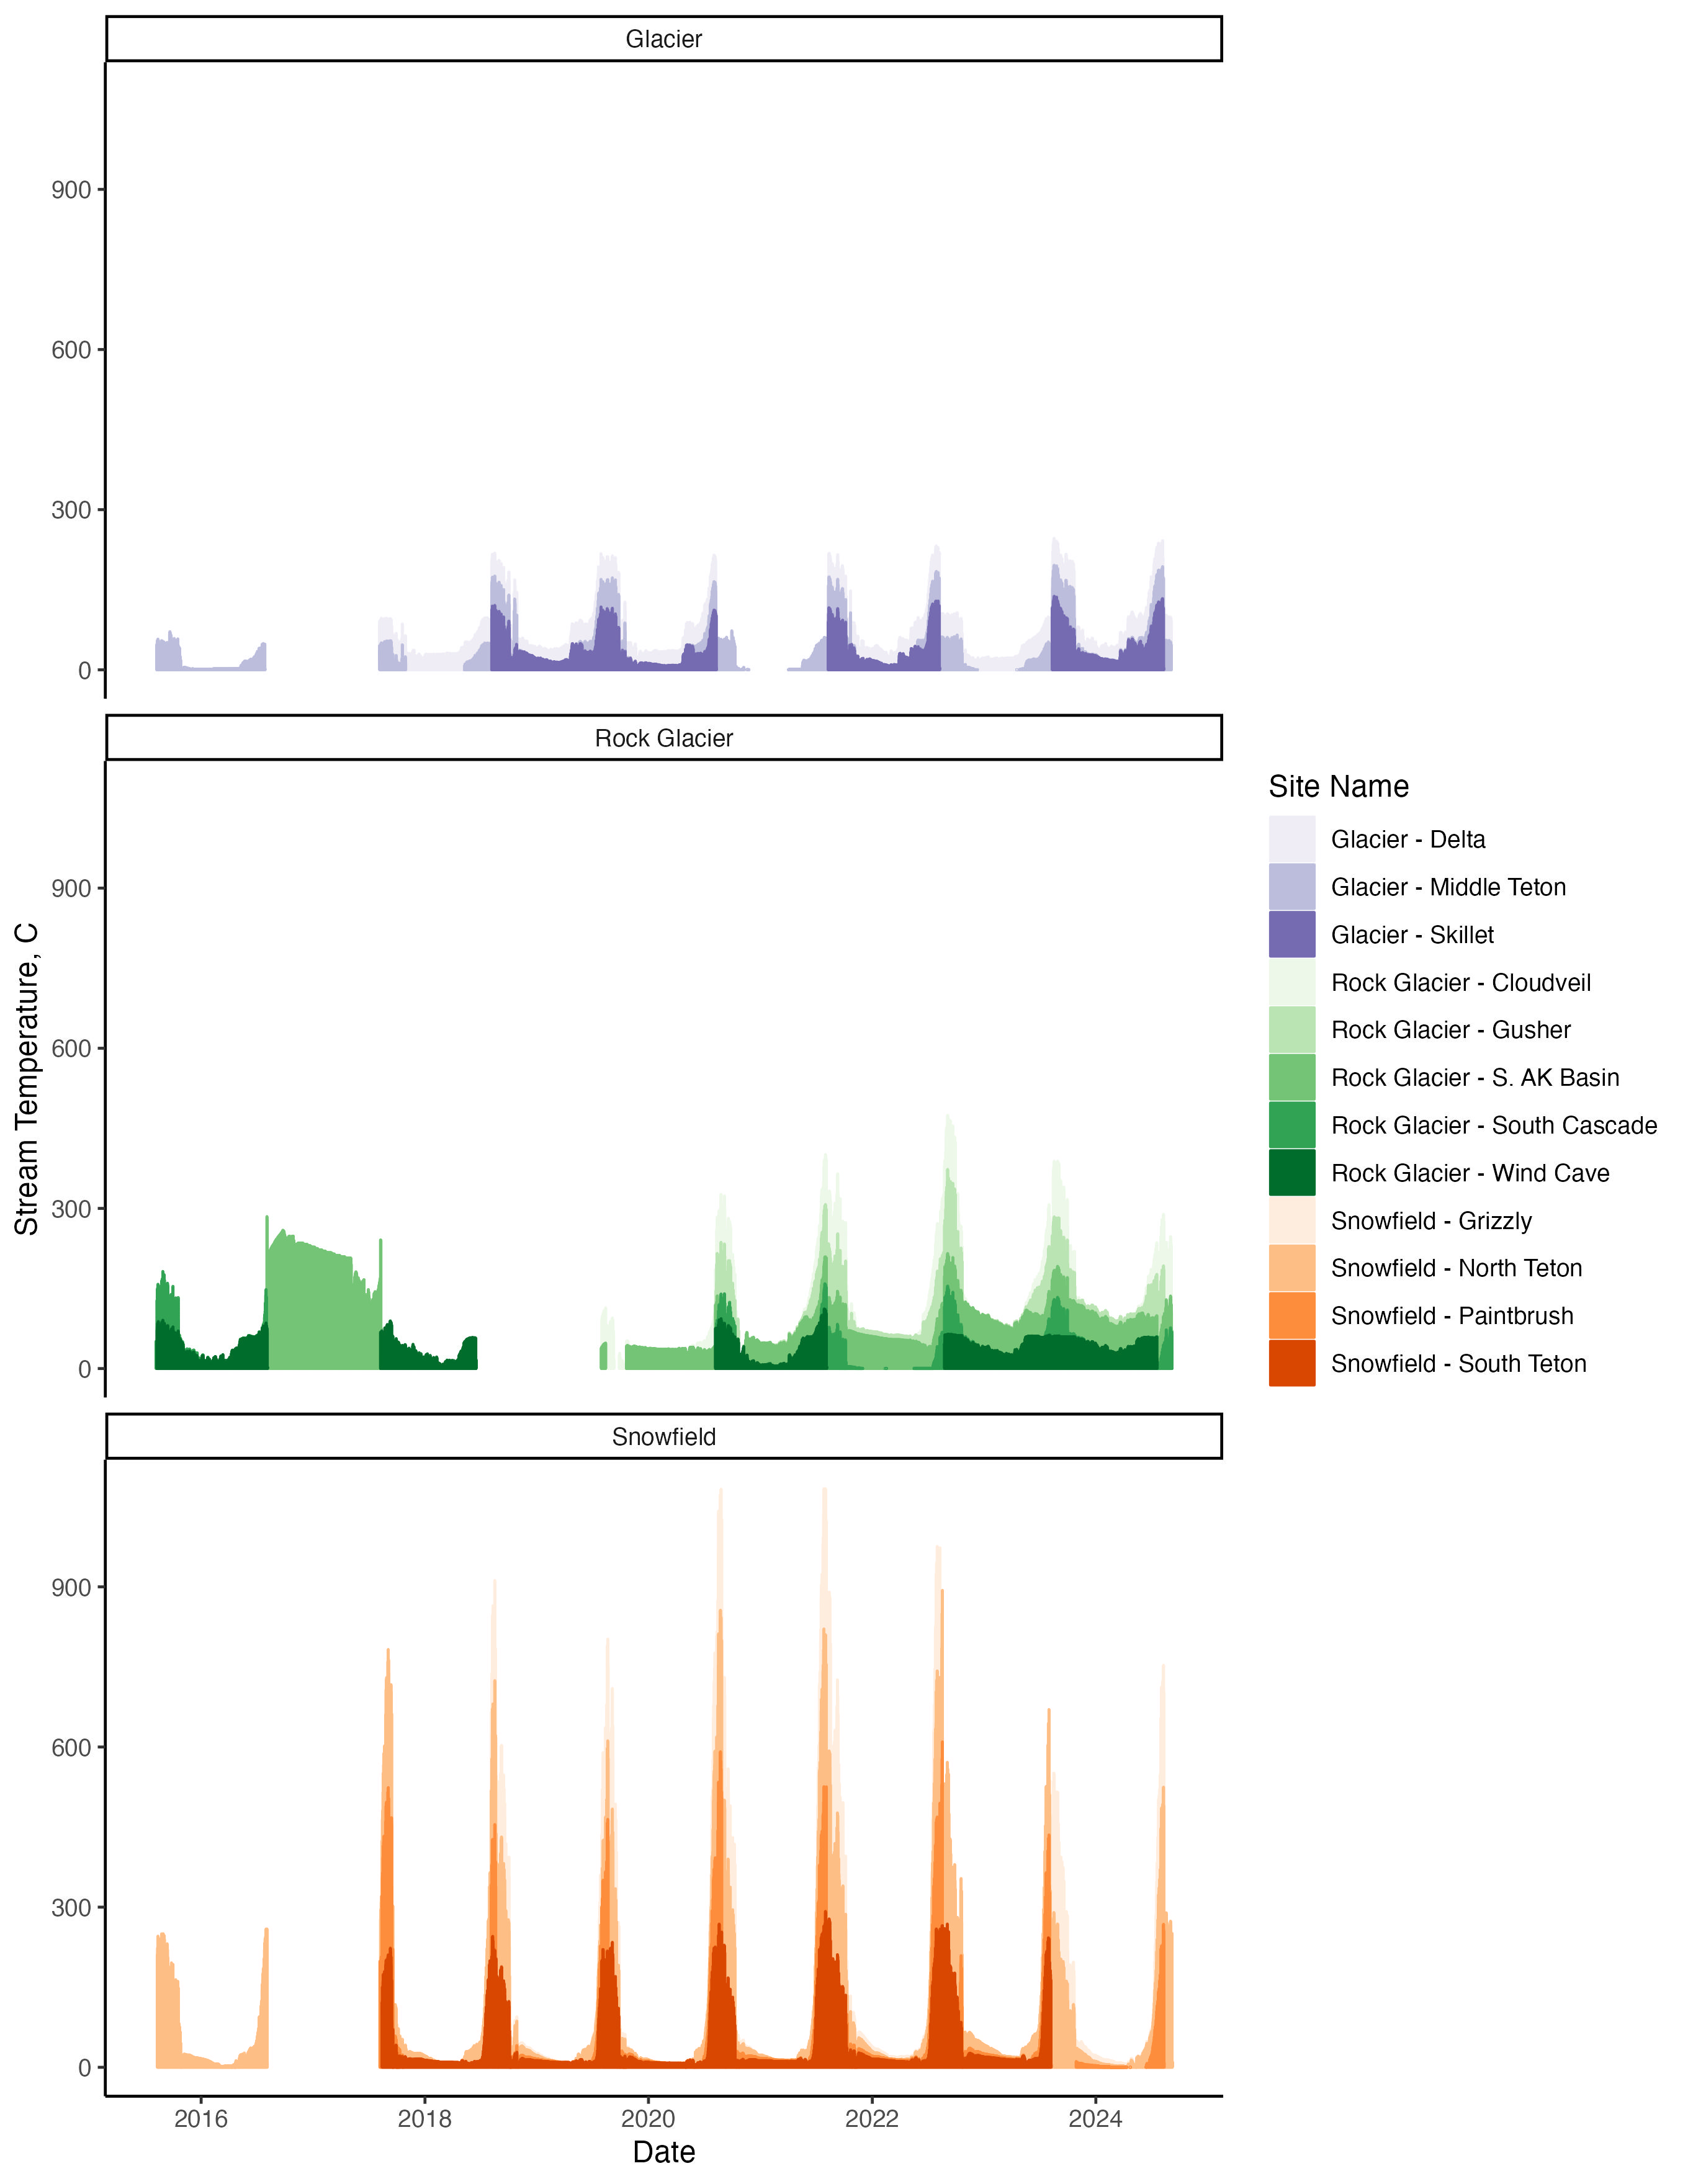 Glacier
900
600
300
0
Rock Glacier
900
600
300
0
Snowfield
900
600
300
0
2016
2018
2020
2022
2024
Date
Stream Temperature, C
Site Name
Glacier - Delta
Glacier - Middle Teton
Glacier - Skillet
Rock Glacier - Cloudveil
Rock Glacier - Gusher
Rock Glacier - S. AK Basin
Rock Glacier - South Cascade
Rock Glacier - Wind Cave
Snowfield - Grizzly
Snowfield - North Teton
Snowfield - Paintbrush
Snowfield - South Teton